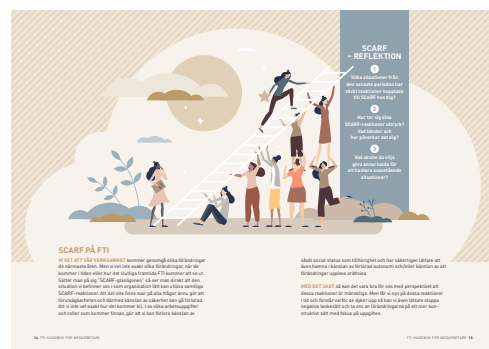 SCARF
– REFLEKTION
1
Vilka situationer från
den senaste perioden har
väckt reaktioner kopplade
till SCARF hos dig?
2
Hur tar sig dina
SCARF-reaktioner uttryck?
Vad händer och
hur påverkar det dig?
3
Vad skulle du vilja
göra annorlunda för
att hantera ovanstående
situationer?
SCARF PÅ FTI
VI VET ATT VÅR VERKSAMHET kommer genomgå olika förändringar
de närmaste åren. Men vi vet inte exakt vilka förändringar, när de
kommer i tiden eller hur det slutliga framtida FTI kommer att se ut.
Sätter man på sig "SCARF-glasögonen" så ser man direkt att den
situation vi befinner oss i som organisation lätt kan utlösa samtliga
SCARF-reaktioner. Att det inte finns svar på alla frågor ännu gör att
förutsägbarheten och därmed känslan av säkerhet kan gå förlorad.
Att vi inte vet exakt hur det kommer bli, t ex vilka arbetsuppgifter
och roller som kommer finnas, gör att vi kan förlora känslan av
såväl social status som tillhörighet och har säkerligen lättare att
även hamna i känslan av förlorad autonomi och/eller känslan av att
förändringar upplevs orättvisa.
MED DET SAGT så kan det vara bra för oss med perspektivet att
dessa reaktioner är mänskliga. Men får vi syn på dessa reaktioner
i tid och förstår varför de dyker upp så kan vi även lättare stoppa
negativa tankesätt och ta oss an förändringarna på ett mer kon-
struktivt sätt med fokus på uppgiften.
14 FTI HANDBOK FÖR MEDARBETARE
FTI HANDBOK FÖR MEDARBETARE 15